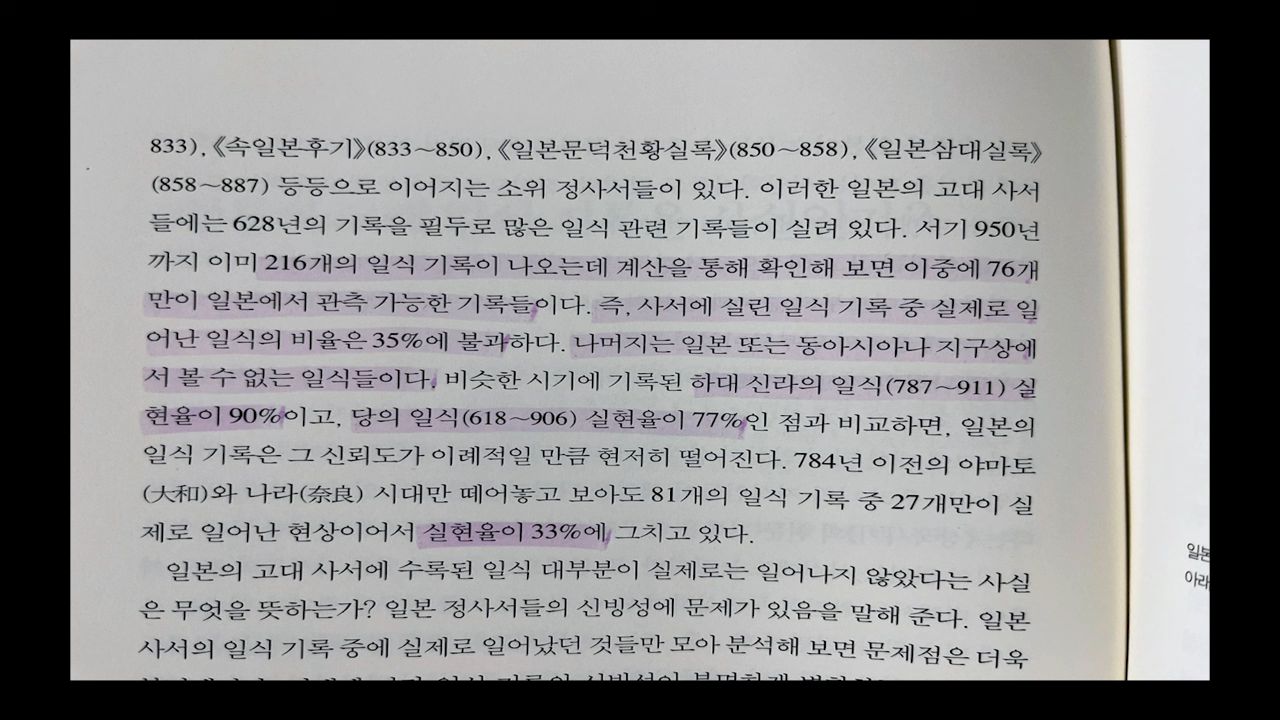 833), 《속일본후기》(833～850), 《일본문덕천황실록》(850～858), 《일본삼대실록》
(858～887) 등등으로 이어지는 소위 정사서들이 있다. 이러한 일본의 고대 사서
들에는 628년의 기록을 필두로 많은 일식 관련 기록들이 실려 있다. 서기 950년
까지 이미 216개의 일식 기록이 나오는데 계산을 통해 확인해 보면 이중에 76개
만이 일본에서 관측 가능한 기록들이다. 즉, 사서에 실린 일식 기록 중 실제로 일
어난 일식의 비율은 35%에 불과하다. 나머지는 일본 또는 동아시아나 지구상에
서 볼 수 없는 일식들이다. 비슷한 시기에 기록된 하대 신라의 일식(787～911) 실
현율이 90%이고, 당의 일식(618～906) 실현율이 77%인 점과 비교하면, 일본의
일식 기록은 그 신뢰도가 이례적일 만큼 현저히 떨어진다. 784년 이전의 야마토
(大和)와 나라(奈良) 시대만 떼어놓고 보아도 81개의 일식 기록 중 27개만이 실
제로 일어난 현상이어서 실현율이 33%에 그치고 있다.
일본의 고대 사서에 수록된 일식 대부분이 실제로는 일어나지 않았다는 사실
은 무엇을 뜻하는가? 일본 정사서들의 신빙성에 문제가 있음을 말해 준다. 일본
사서의 일식 기록 중에 실제로 일어났던 것들만 모아 분석해 보면 문제점은 더욱
일본
아래